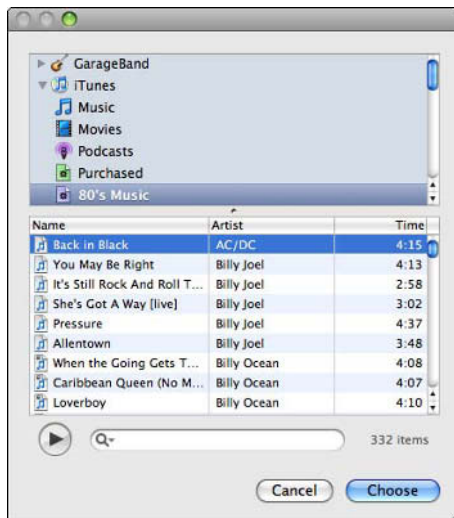 GarageBand
iTunes
Music
Movies
Podcasts
Purchased
80's Music
Name Artist Time
Back in Black AC/DC 4:15
You May Be Right Billy Joel 4:13
It's Still Rock And Roll T... Billy Joel 2:58
She's Got A Way [live] Billy Joel 3:02
Pressure Billy Joel 4:37
Allentown Billy Joel 3:48
When the Going Gets T... Billy Ocean 4:08
Caribbean Queen (No M... Billy Ocean 4:07
Loverboy Billy Ocean 4:10
332 items
Cancel Choose